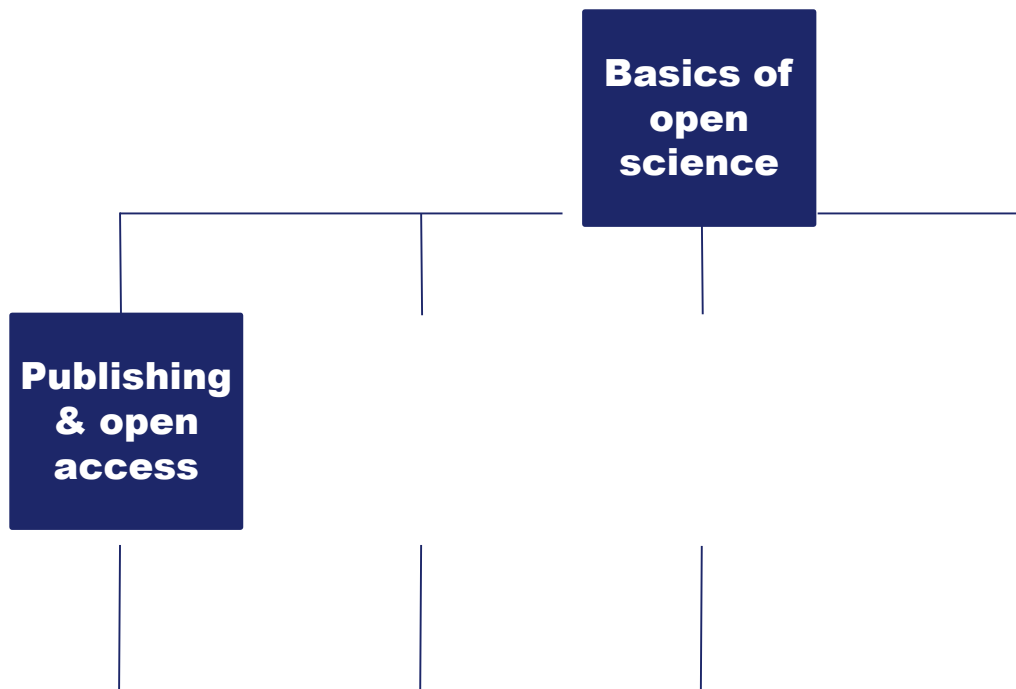 Basics of
open
science
Publishing
& open
access